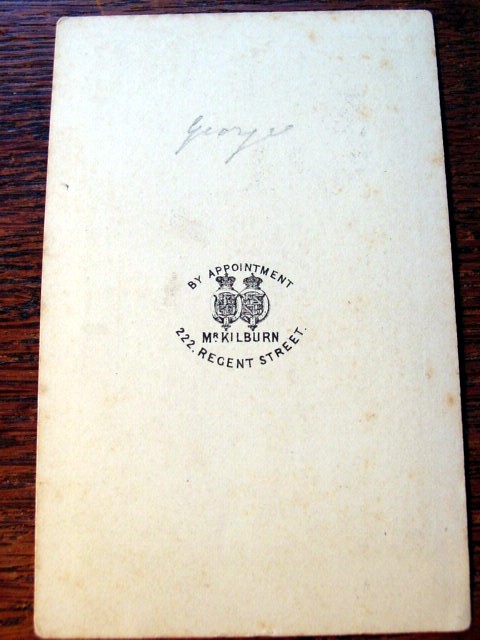 George
BY APPOINTMENT
MR KILBURN
222. REGENT STREET.